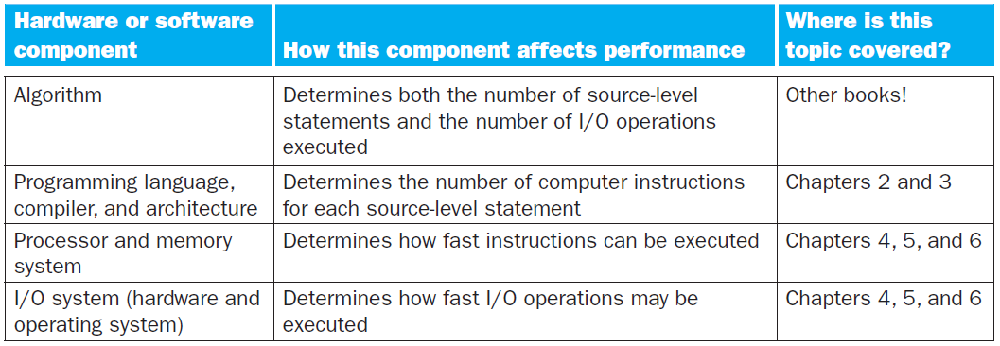 Hardware or software
component
How this component affects performance
Where is this
topic covered?
Algorithm
Determines both the number of source-level
statements and the number of I/O operations
executed
Other books!
Programming language,
compiler, and architecture
Determines the number of computer instructions
for each source-level statement
Chapters 2 and 3
Processor and memory
system
Determines how fast instructions can be executed
Chapters 4, 5, and 6
I/O system (hardware and
operating system)
Determines how fast I/O operations may be
executed
Chapters 4, 5, and 6